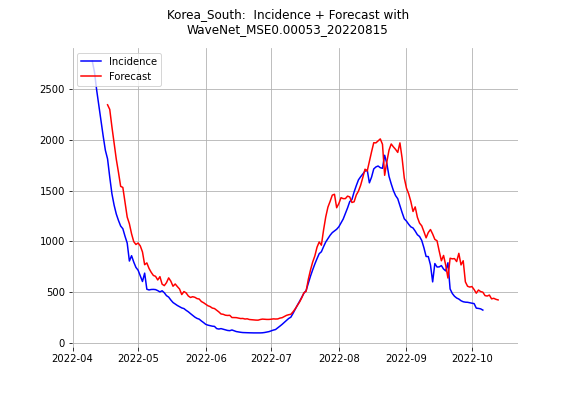 Korea_South:  Incidence + Forecast with
WaveNet_MSE0.00053_20220815
Incidence
Forecast
2500
2000
1500
1000
500
0
2022-04 2022-05 2022-06 2022-07 2022-08 2022-09 2022-10